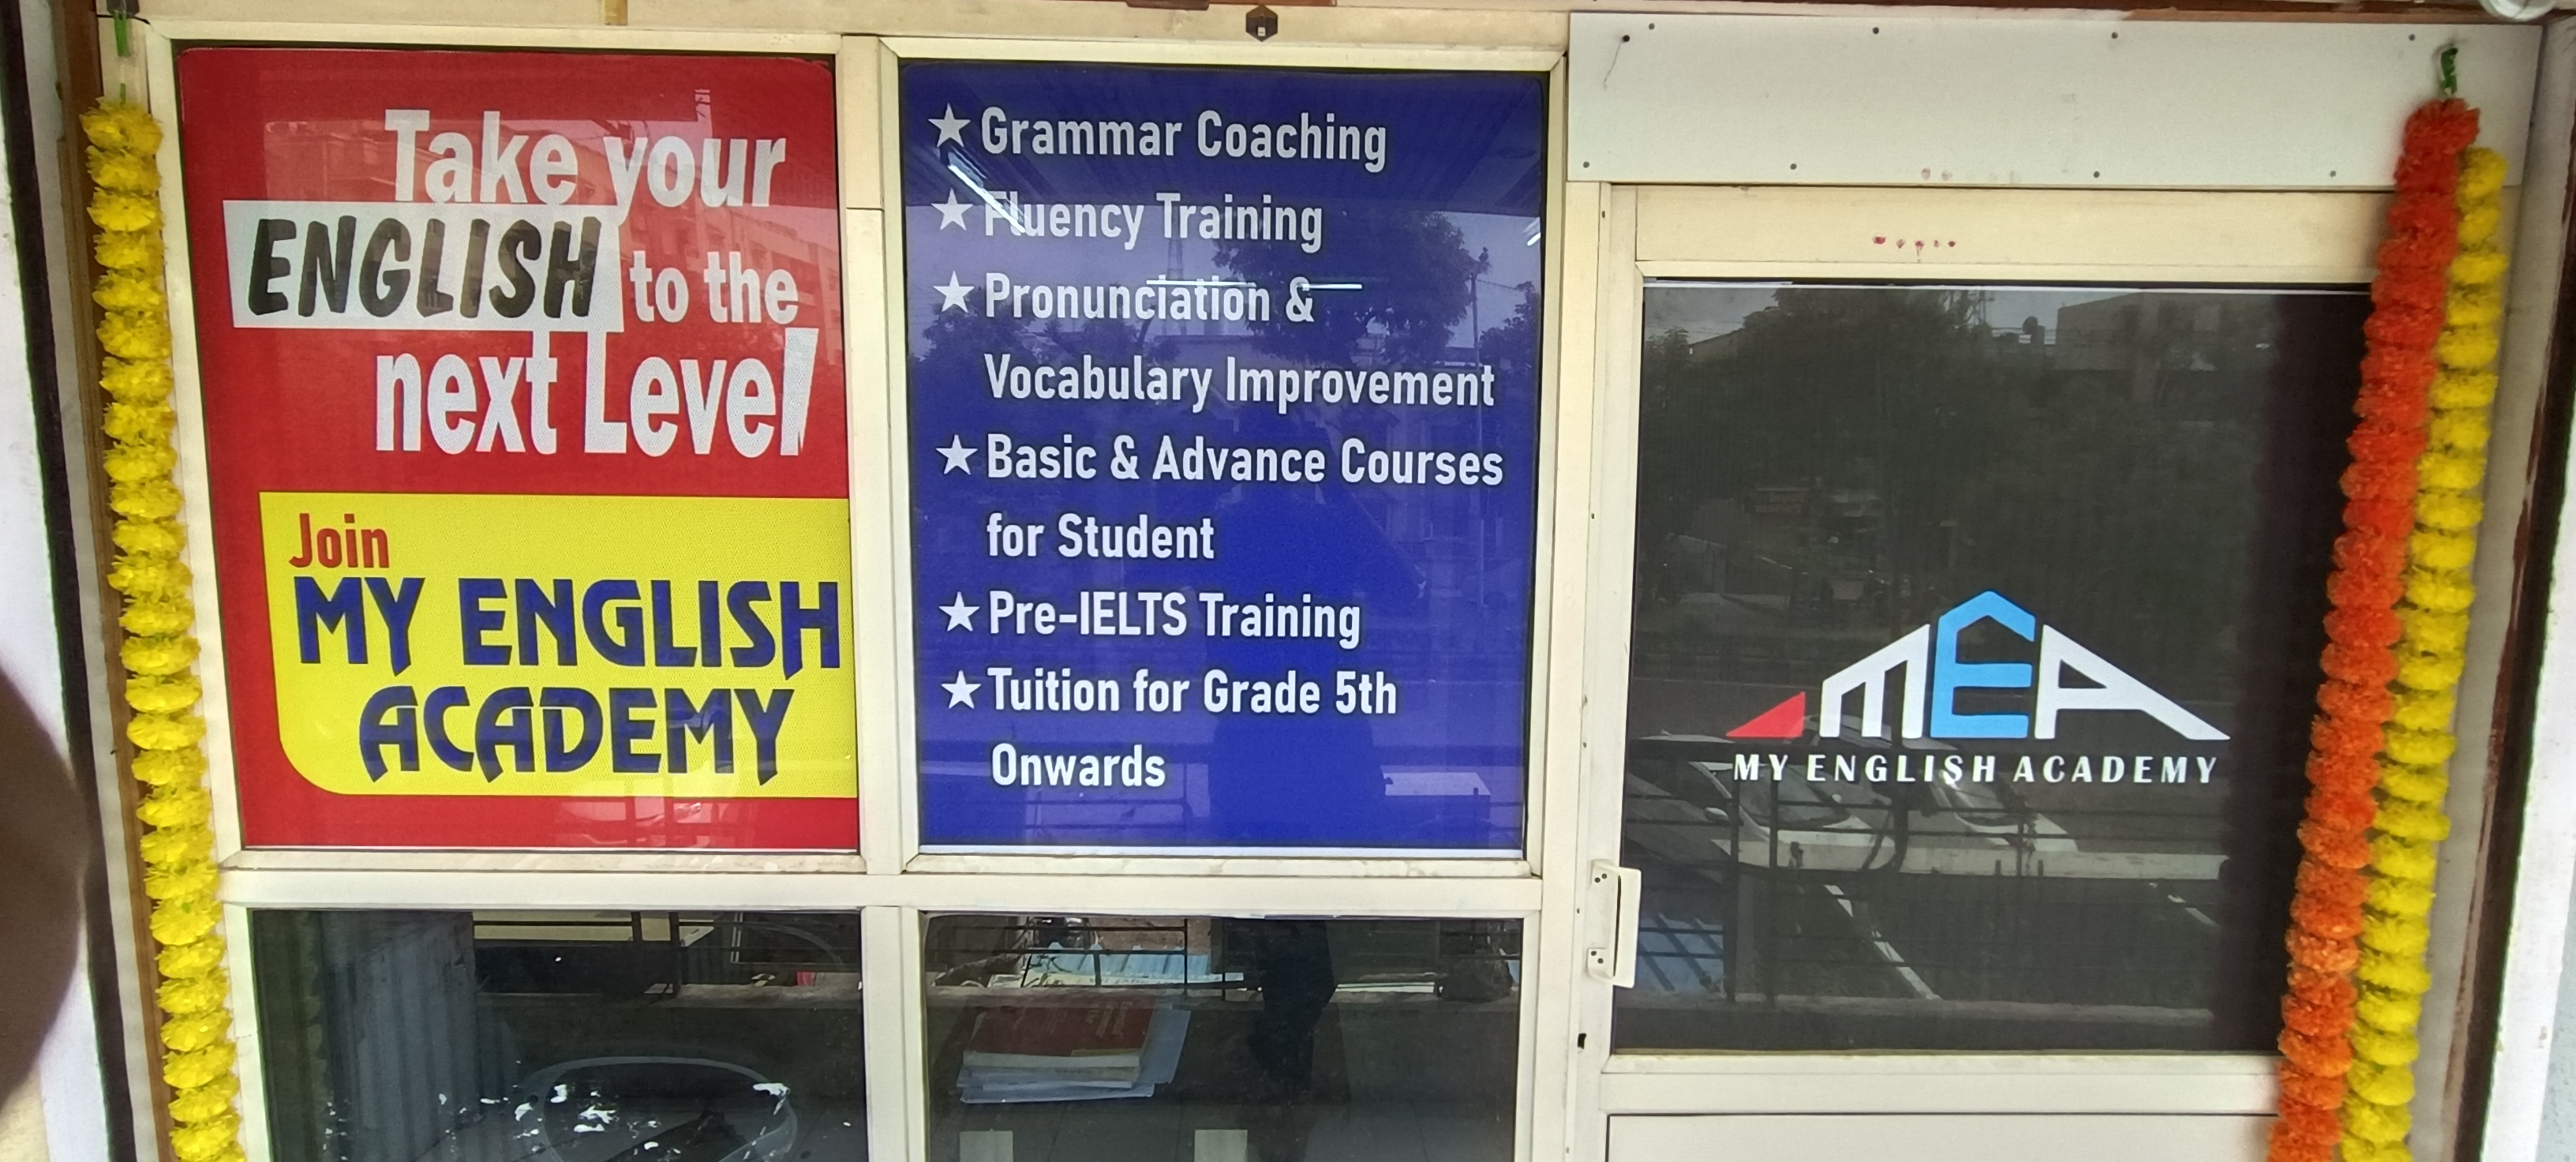 Take your
ENGLISH to the
next Level
Join
MY ENGLISH
ACADEMY
★ Grammar Coaching
★ Fluency Training
★ Pronunciation &
Vocabulary Improvement
★ Basic & Advance Courses
for Student
★ Pre-IELTS Training
★ Tuition for Grade 5th
Onwards
MEA
MY ENGLISH ACADEMY